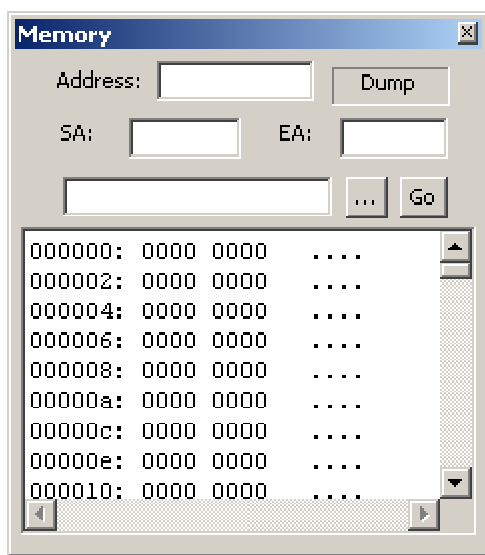 Memory
Address: Dump
SA: EA:
... Go
000000: 0000 0000 ....
000002: 0000 0000 ....
000004: 0000 0000 ....
000006: 0000 0000 ....
000008: 0000 0000 ....
00000a: 0000 0000 ....
00000c: 0000 0000 ....
00000e: 0000 0000 ....
000010: 0000 0000 ....